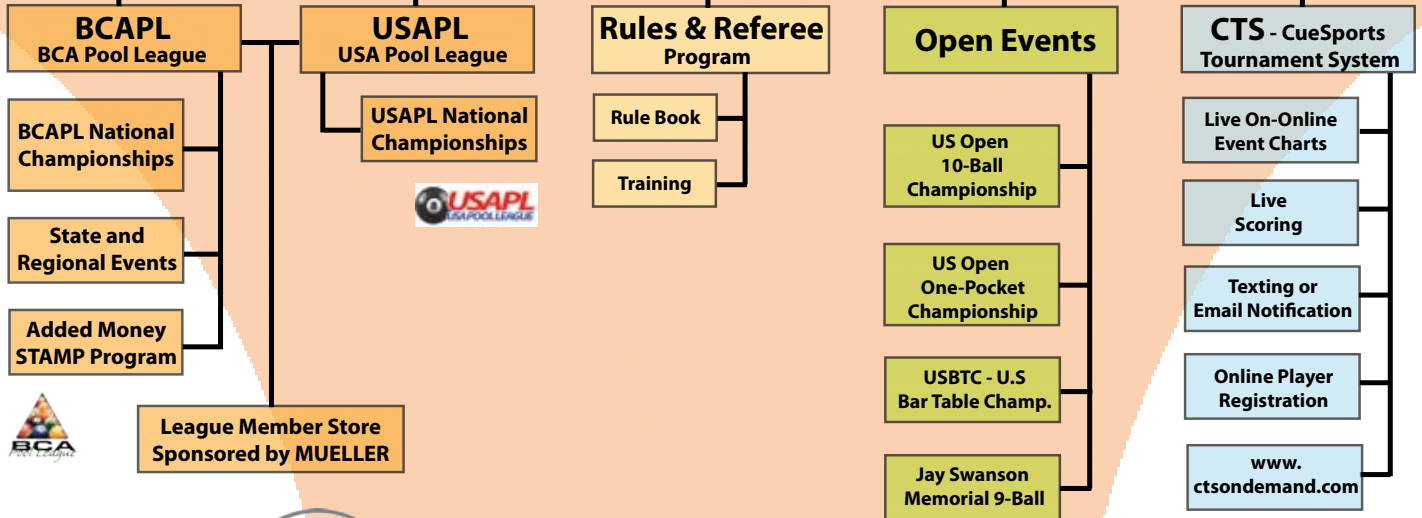 BCAPL
BCA Pool League
BCAPL National
Championships
State and
Regional Events
Added Money
STAMP Program
BCA
Pool League
League Member Store
Sponsored by MUELLER
USAPL
USA Pool League
USAPL National
Championships
USAPL
USA POOL LEAGUE
Rules & Referee
Program
Rule Book
Training
Open Events
US Open
10-Ball
Championship
US Open
One-Pocket
Championship
USBTC - U.S
Bar Table Champ.
Jay Swanson
Memorial 9-Ball
CTS - CueSports
Tournament System
Live On-Online
Event Charts
Live
Scoring
Texting or
Email Notification
Online Player
Registration
www.
ctsondemand.com